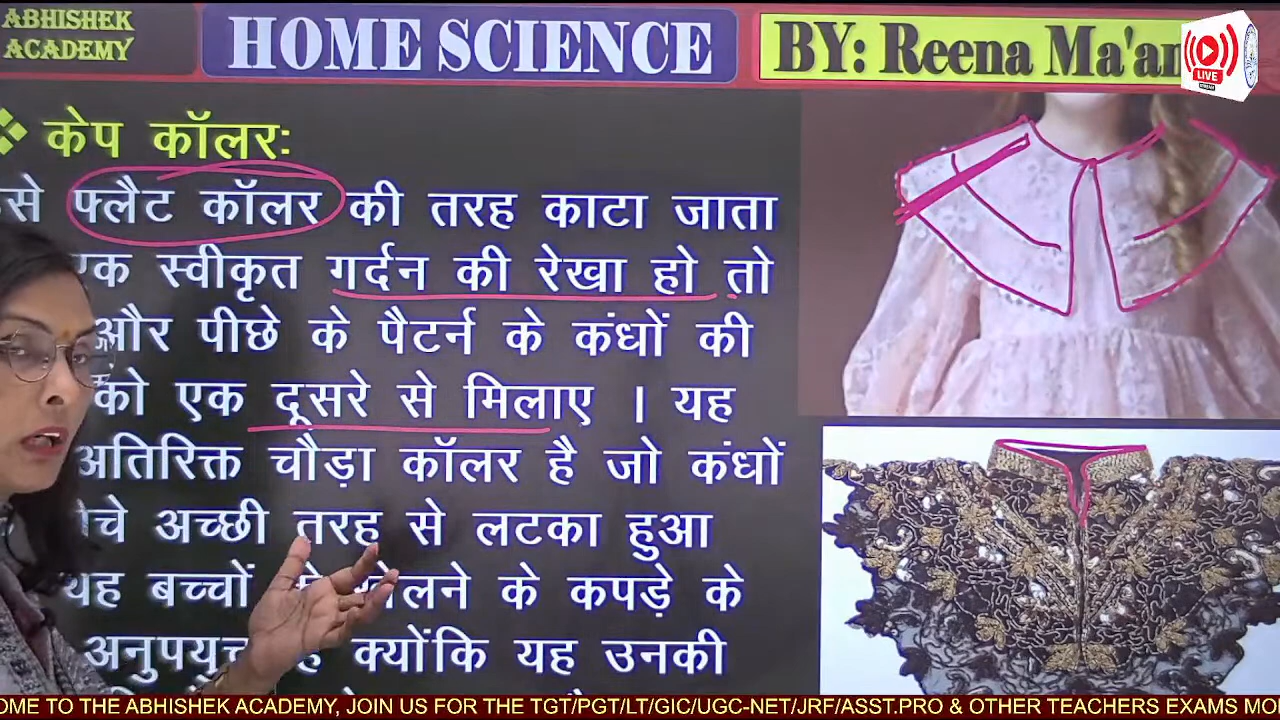 ABHISHEK
ACADEMY
HOME SCIENCE
BY: Reena Ma'am
LIVE
केप कॉलर:
से फ्लैट कॉलर की तरह काटा जाता
एक स्वीकृत गर्दन की रेखा हो तो
और पीछे के पैटर्न के कंधों की
को एक दूसरे से मिलाए । यह
अतिरिक्त चौड़ा कॉलर है जो कंधों
अच्छी तरह से लटका हुआ
यह बच्चों खेलने के कपड़े के
क्योंकि यह उनकी
OME TO THE ABHISHEK ACADEMY, JOIN US FOR THE TGT/PGT/LT/GIC/UGC-NET/JRF/ASST.PRO & OTHER TEACHERS EXAMS MO